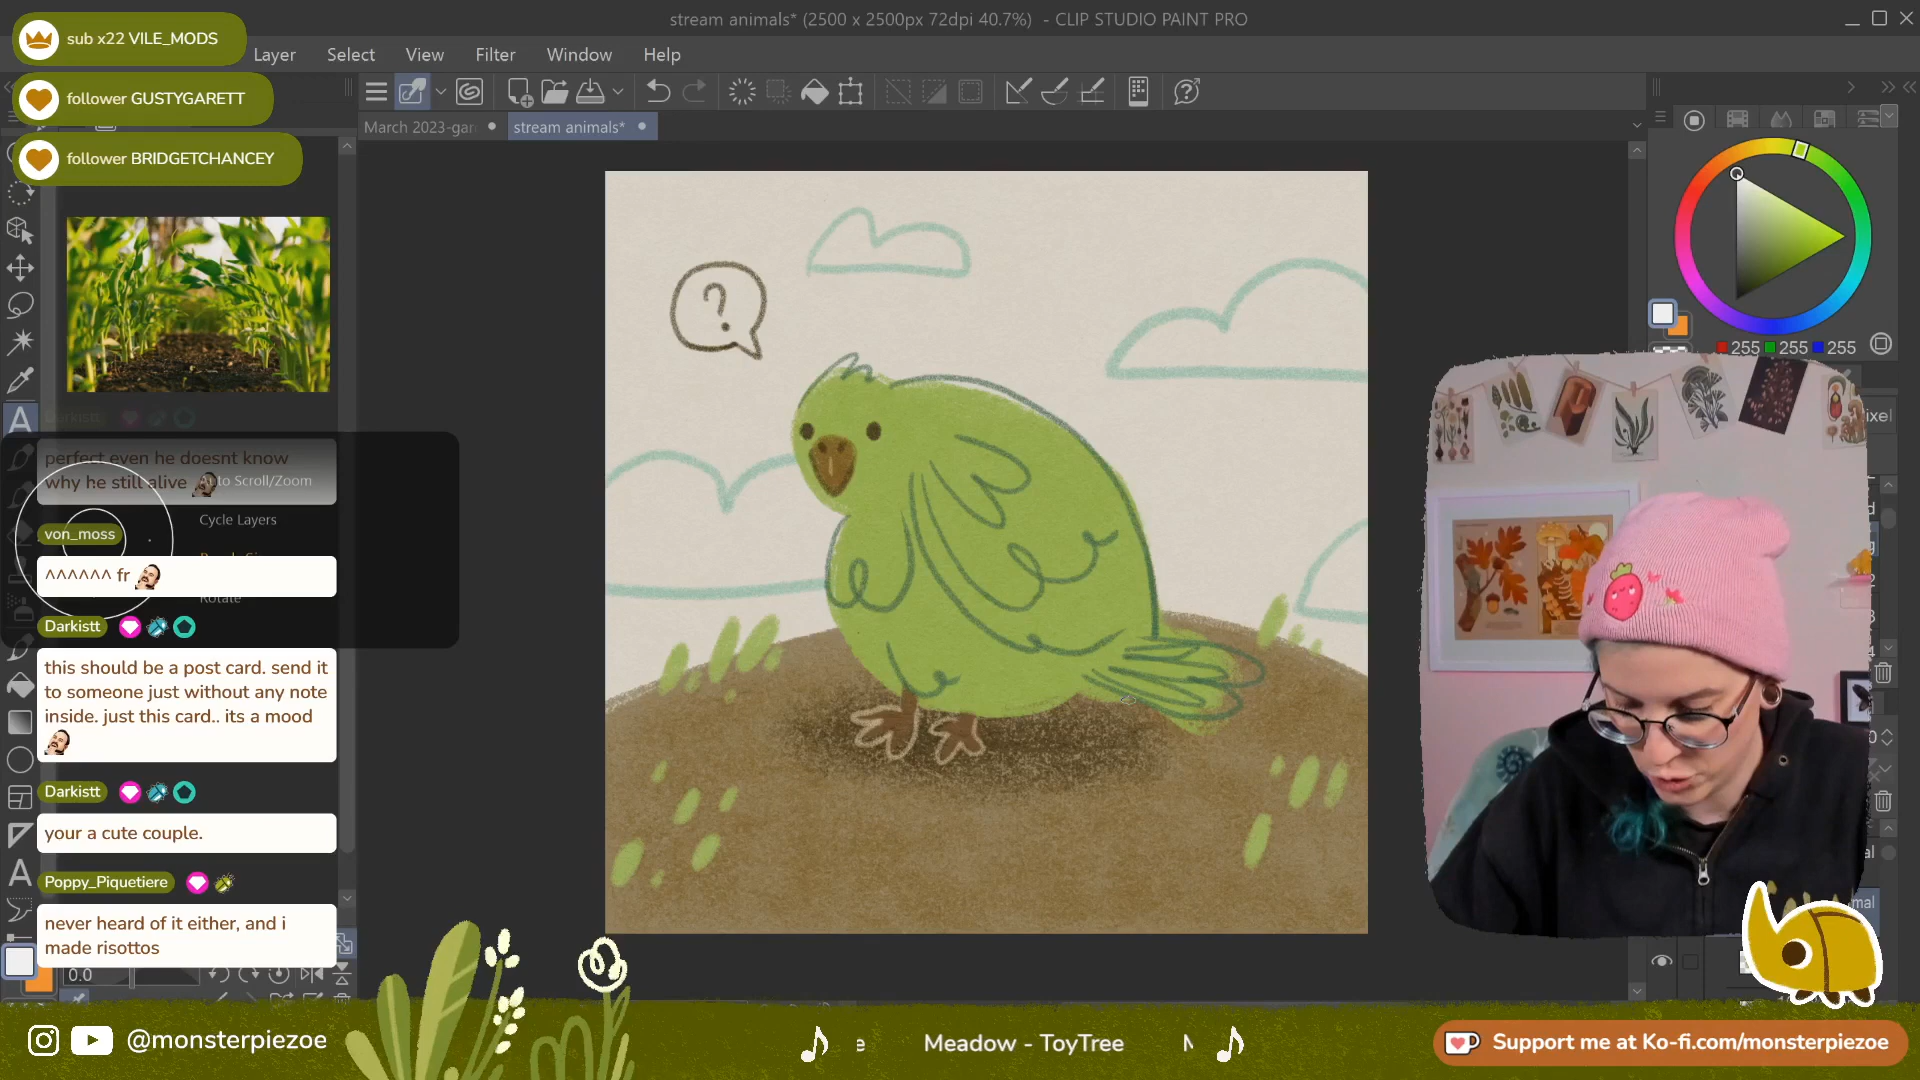 sub x22 VILE_MODS
follower GUSTYGARETT
follower BRIDGETCHANCEY
stream animals* (2500 x 2500px 72dpi 40.7%) - CLIP STUDIO PAINT PRO
Layer Select View Filter Window Help
March 2023-gar
stream animals*
?
255 255 255
Darkistt
perfect even he doesnt know
why he still alive
Auto Scroll/Zoom
Cycle Layers
Rotate
von_moss
^^^^^^ fr
Darkistt
this should be a post card. send it
to someone just without any note
inside. just this card.. its a mood
Darkistt
your a cute couple.
Poppy_Piquetiere
never heard of it either, and i
made risottos
0.0
@monsterpiezoe
e Meadow - ToyTree
Support me at Ko-fi.com/monsterpiezoe